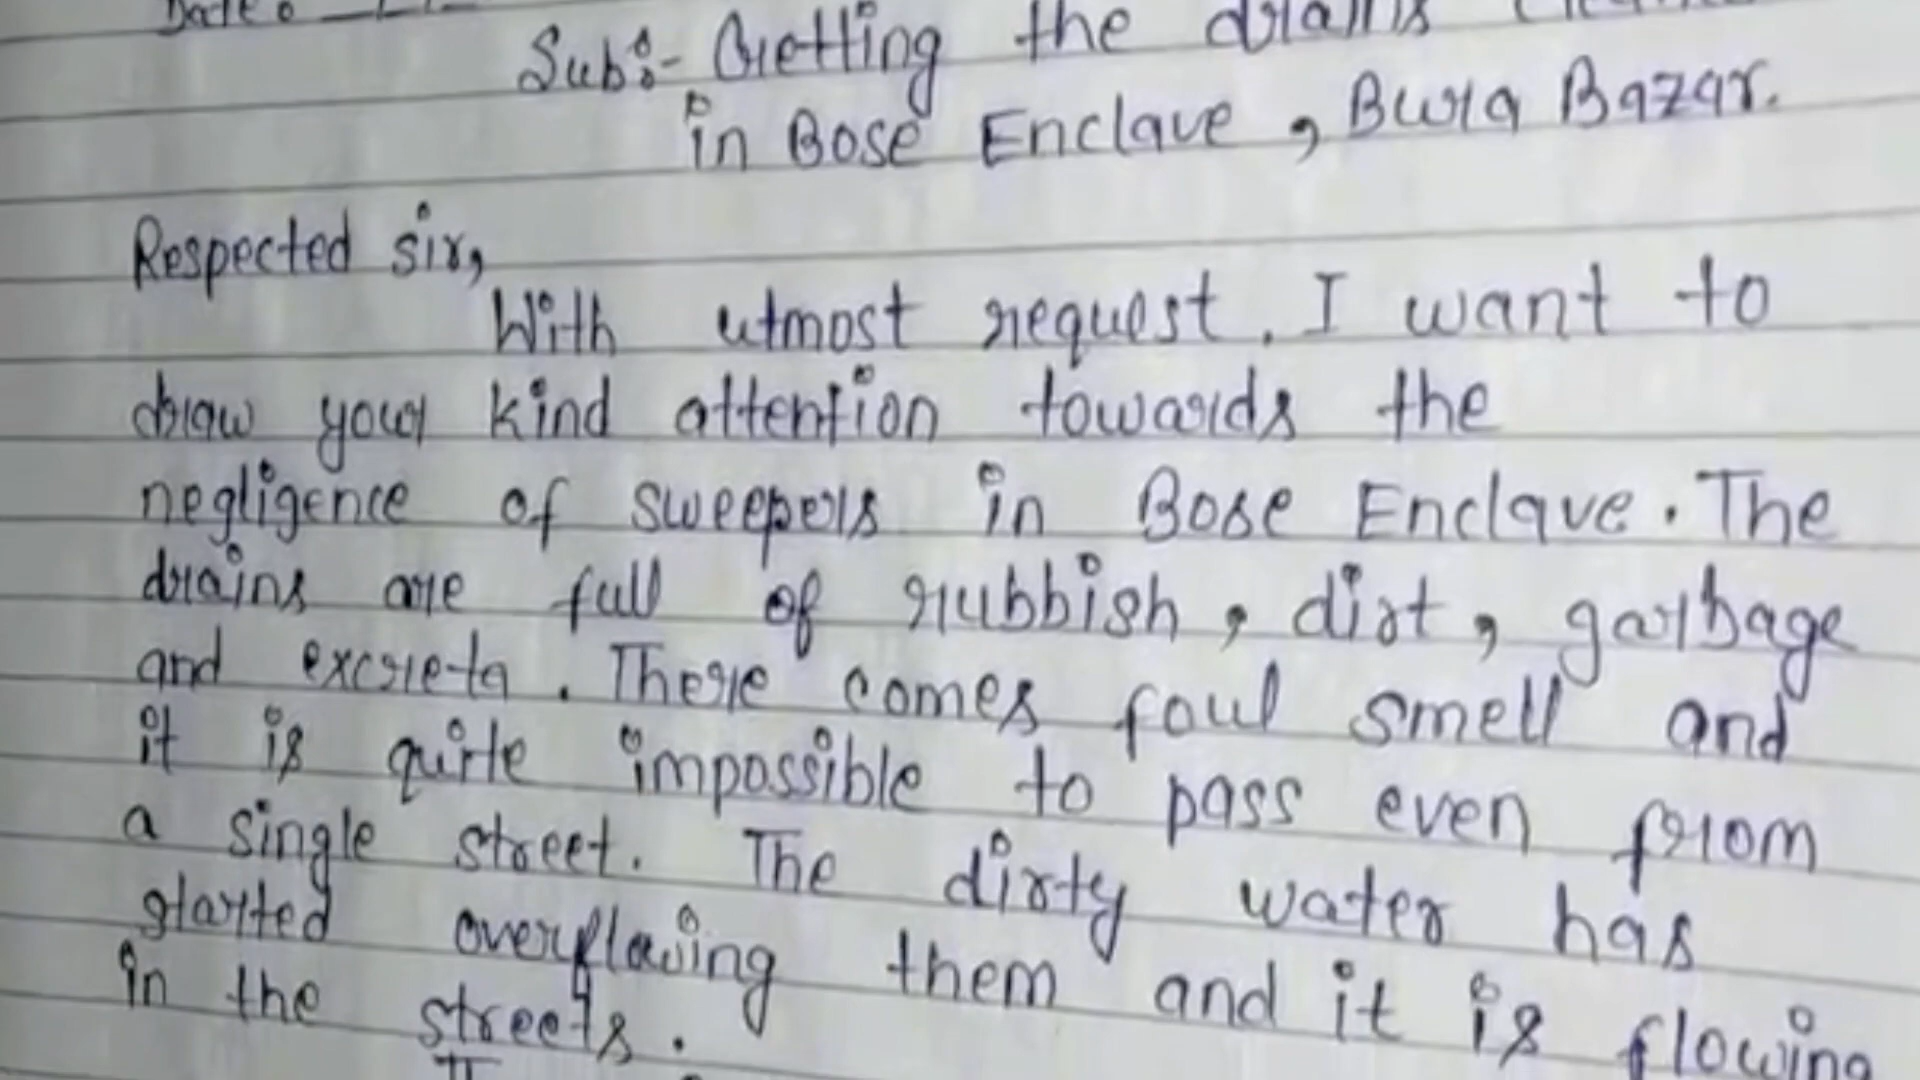 Date:
Sub:- Getting the drains
in Bose Enclave, Bura Bazar.
Respected sir,
With utmost request. I want to
draw your kind attention towards the
negligence of sweepers in Bose Enclave. The
drains are full of rubbish, dirt, garbage
and excreta. There comes foul smell and
it is quite impossible to pass even from
a single street. The dirty water has
started overflowing them and it is flowing
in the streets.